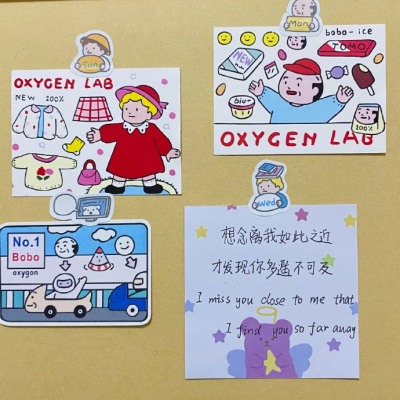 Sun
OXYGEN LAB
NEW 100%
Mon
bobo-ice
TOMO
NEW
biu~
100%
OXYGEN LAB
No.1
Bobo
oxygen
Wed
想念离我如此之近
才发现你多遥不可及
I miss you close to me that
I find you so far away